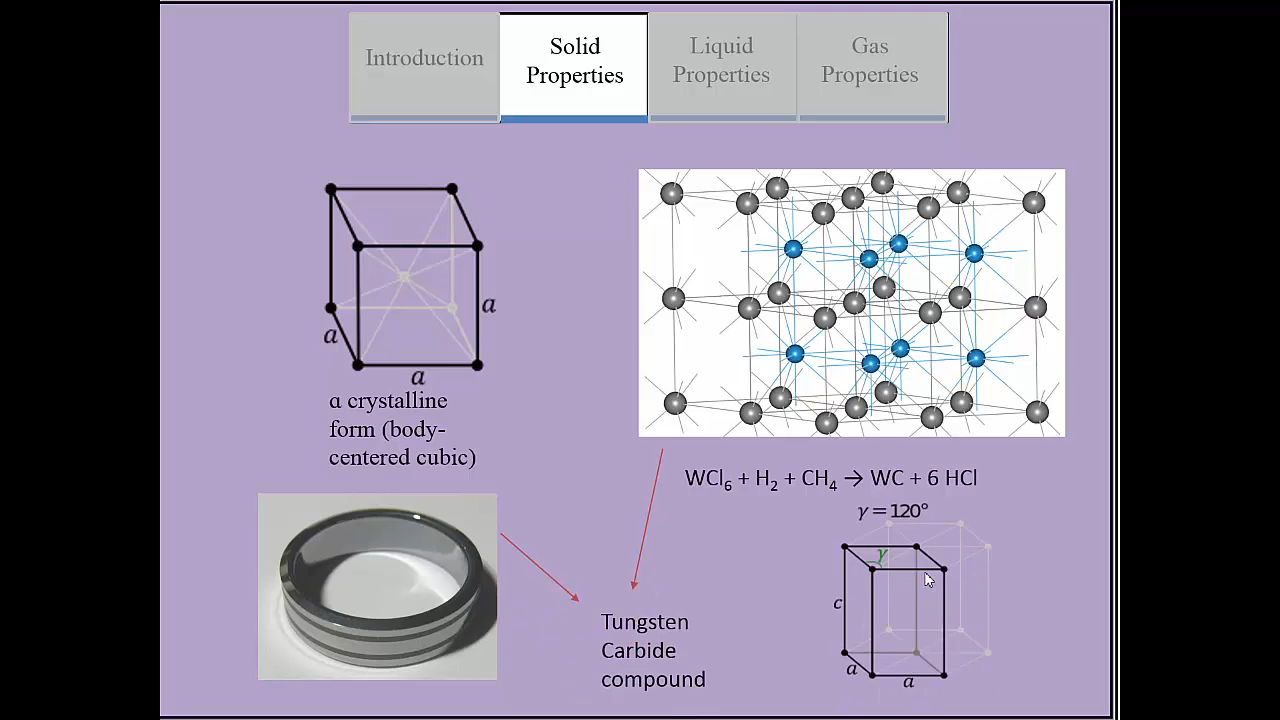 Introduction
Solid
Properties
Liquid
Properties
Gas
Properties
a
a
a
α crystalline
form (body-
centered cubic)
WCl₆ + H₂ + CH₄ → WC + 6 HCl
γ = 120°
γ
c
a
a
Tungsten
Carbide
compound